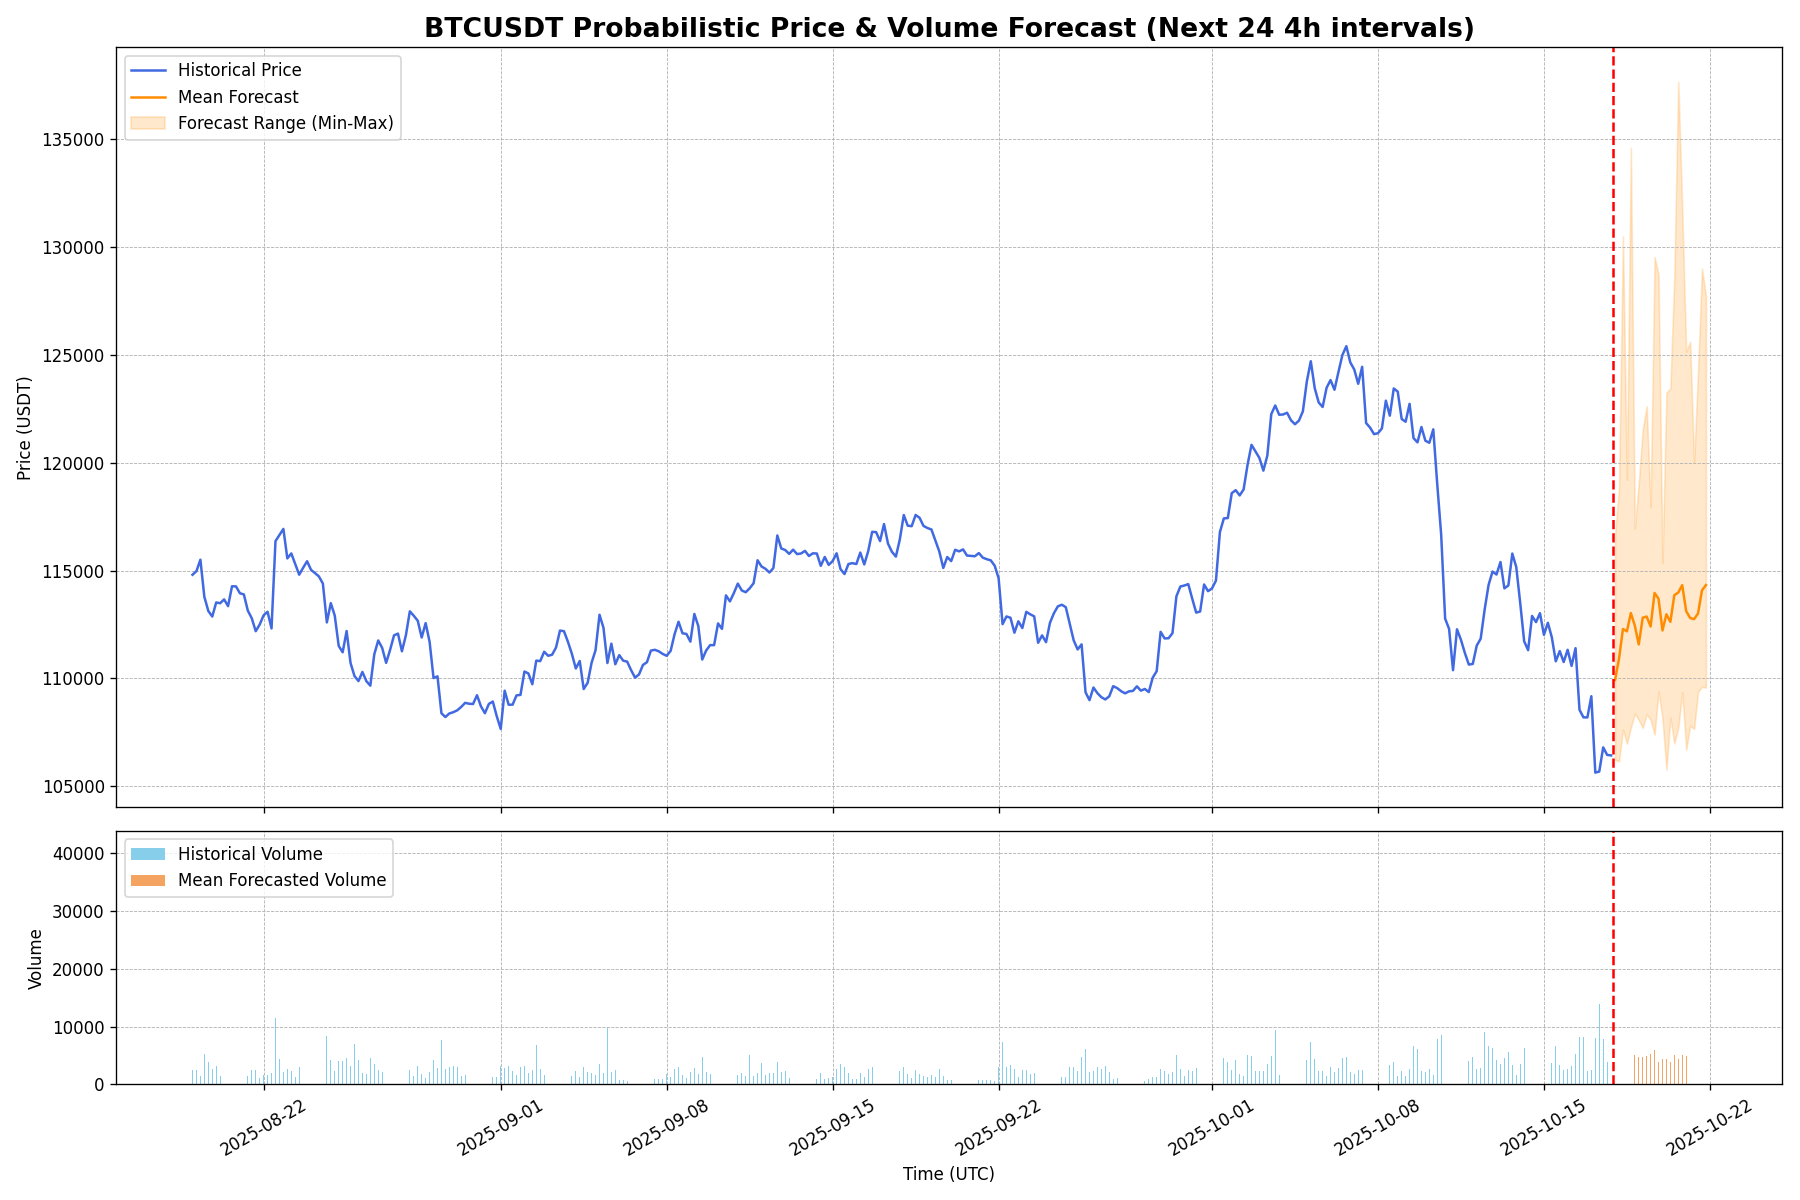 BTCUSDT Probabilistic Price & Volume Forecast (Next 24 4h intervals)
Historical Price
Mean Forecast
Forecast Range (Min-Max)
135000
130000
125000
120000
115000
110000
105000
Price (USDT)
Historical Volume
Mean Forecasted Volume
40000
30000
20000
10000
0
Volume
2025-08-22
2025-09-01
2025-09-08
2025-09-15
2025-09-22
2025-10-01
2025-10-08
2025-10-15
2025-10-22
Time (UTC)